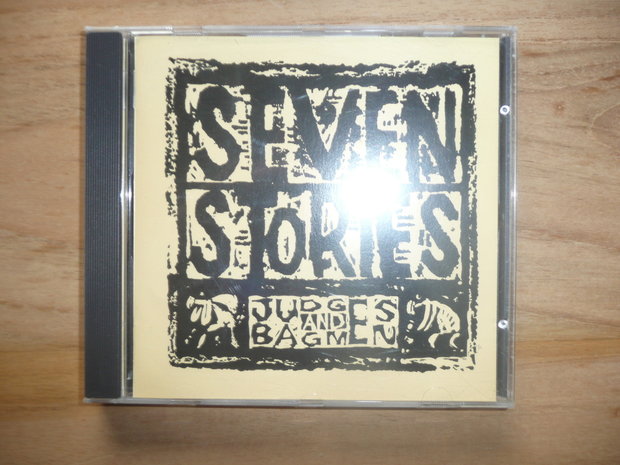 SEVEN
STORIES
JUDGES
AND
BAGMEN